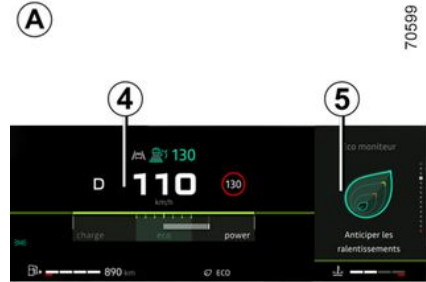 A
70599
4
5
130
Eco moniteur
D 110 130
km/h
charge eco power
Anticiper les
ralentissements
890 km
ECO